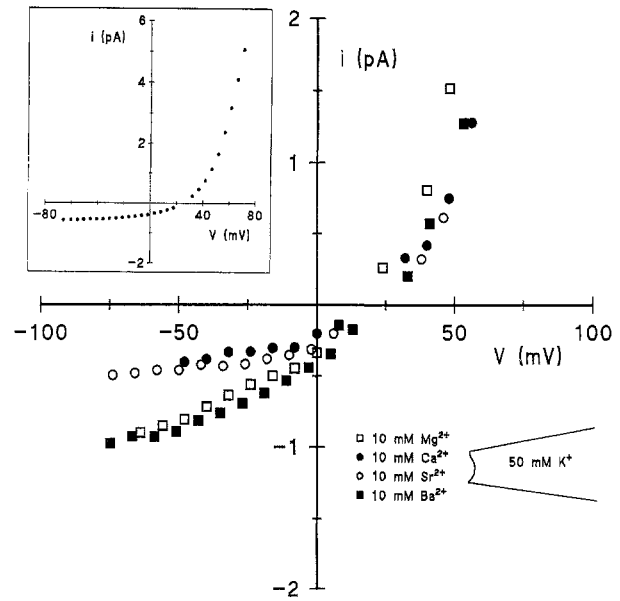 6
i (pA)
4
2
-80
40
80
V (mV)
-2
2
i (pA)
1
-100
-50
50
100
V (mV)
-1
-2
□ 10 mM Mg²⁺
● 10 mM Ca²⁺
○ 10 mM Sr²⁺
■ 10 mM Ba²⁺
50 mM K⁺